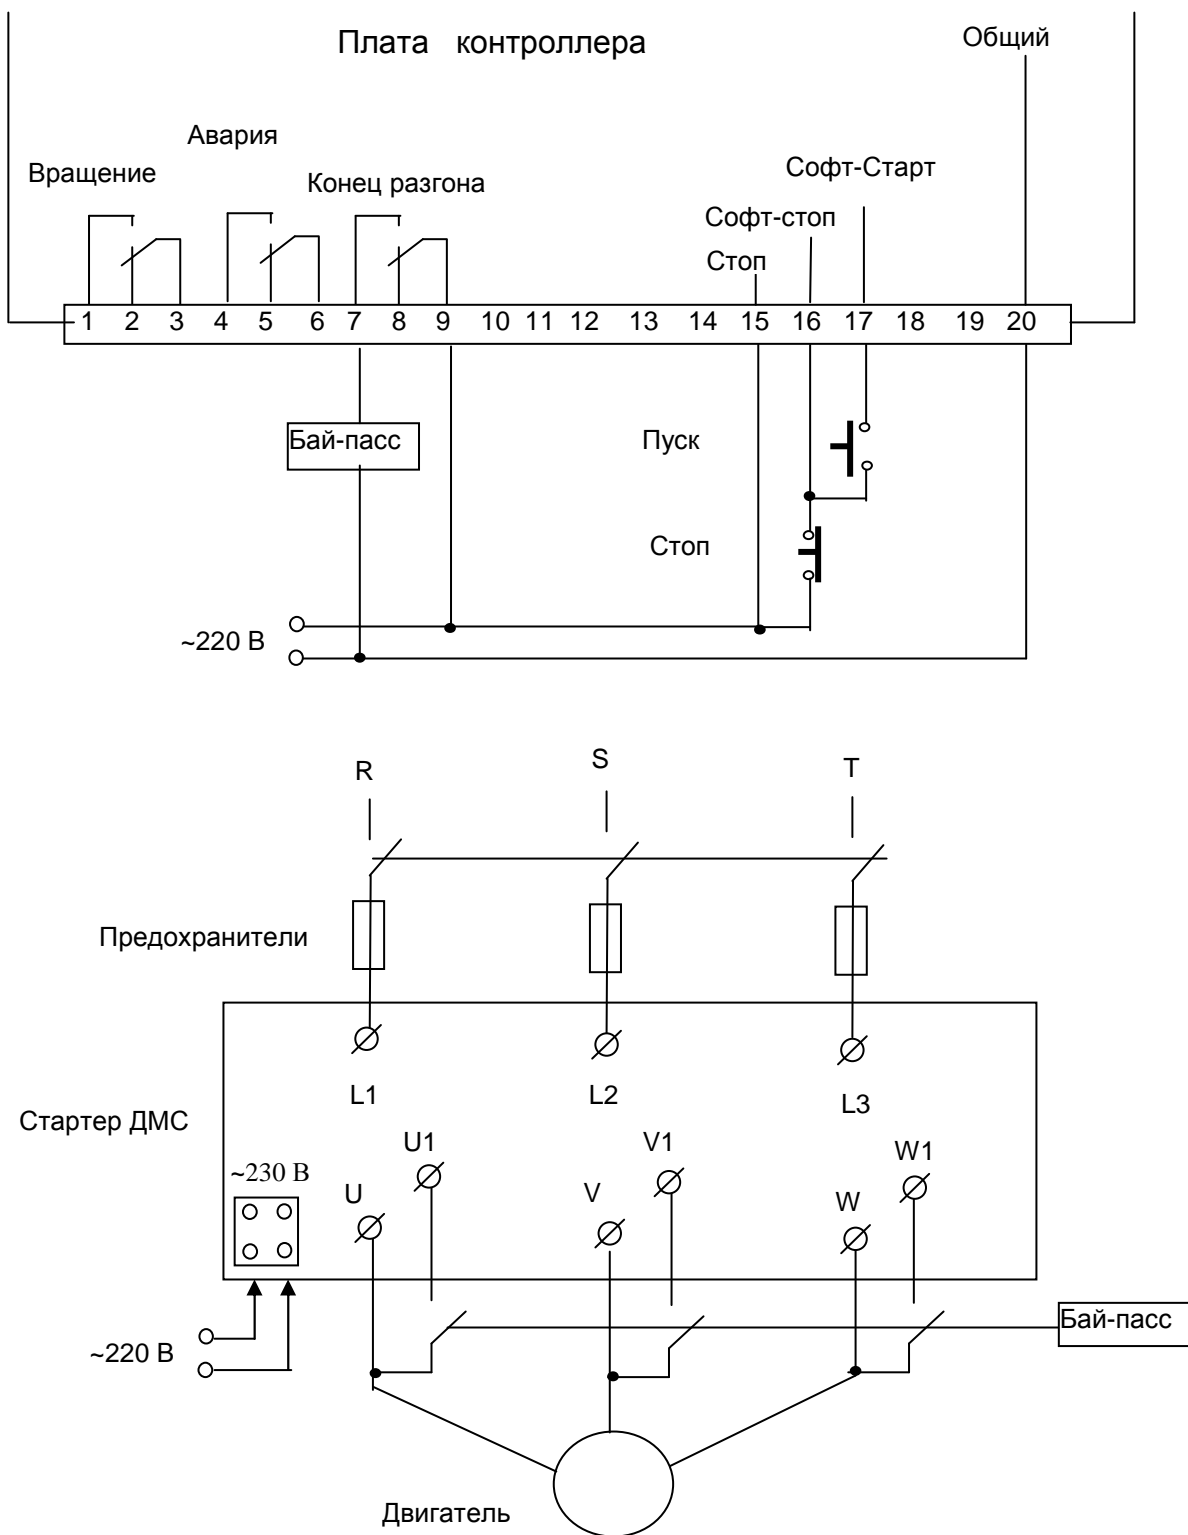 Плата контроллера
Общий
Авария
Вращение
Конец разгона
Софт-Старт
Софт-стоп
Стоп
1 2 3 4 5 6 7 8 9 10 11 12 13 14 15 16 17 18 19 20
Бай-пасс
Пуск
Стоп
~220 В
R
S
T
Предохранители
L1
L2
L3
Стартер ДМС
U1
V1
W1
~230 В
U
V
W
Бай-пасс
~220 В
Двигатель